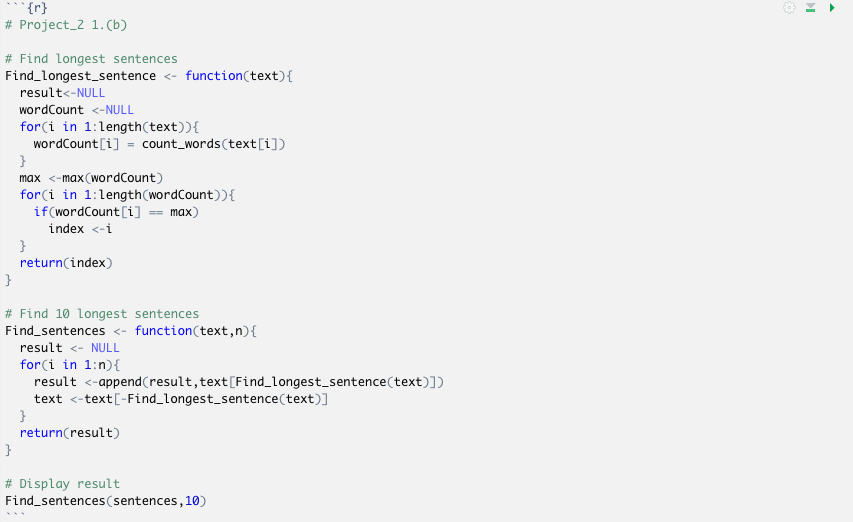 ```{r}
# Project_2 1.(b)

# Find longest sentences
Find_longest_sentence <- function(text){
  result<-NULL
  wordCount <-NULL
  for(i in 1:length(text)){
    wordCount[i] = count_words(text[i])
  }
  max <-max(wordCount)
  for(i in 1:length(wordCount)){
    if(wordCount[i] == max)
      index <-i
  }
  return(index)
}

# Find 10 longest sentences
Find_sentences <- function(text,n){
  result <- NULL
  for(i in 1:n){
    result <-append(result,text[Find_longest_sentence(text)])
    text <-text[-Find_longest_sentence(text)]
  }
  return(result)
}

# Display result
Find_sentences(sentences,10)
```